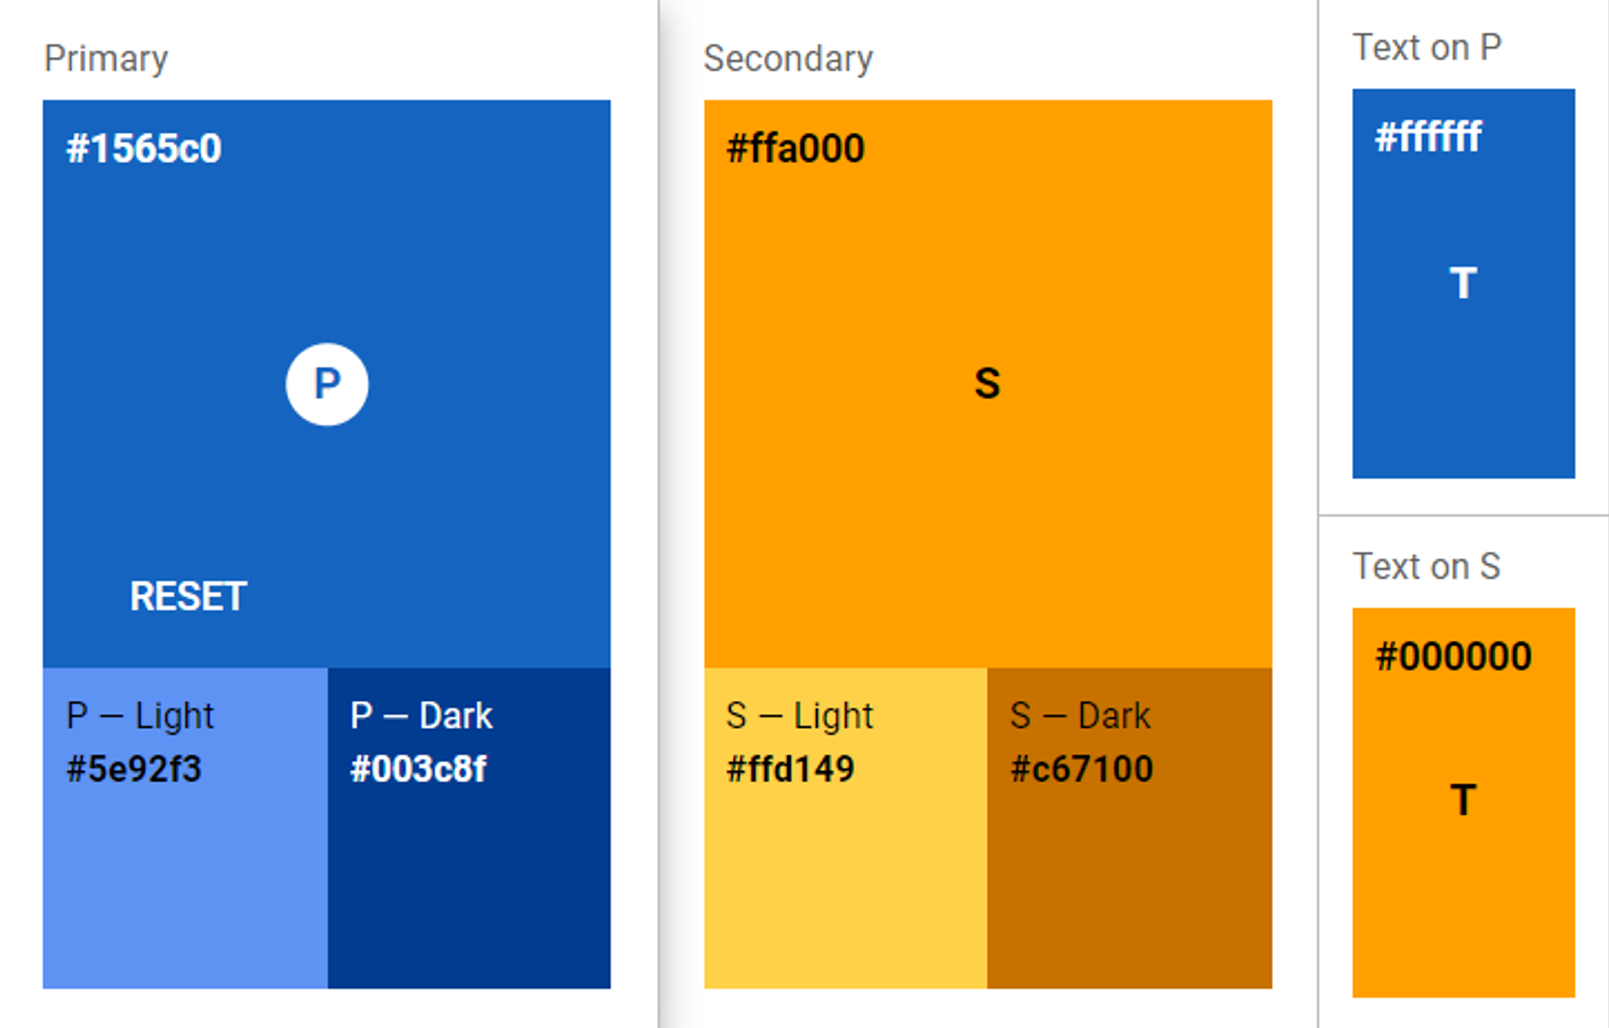 Primary
#1565c0
P
RESET
P — Light
#5e92f3
P — Dark
#003c8f
Secondary
#ffa000
S
S — Light
#ffd149
S — Dark
#c67100
Text on P
#ffffff
T
Text on S
#000000
T